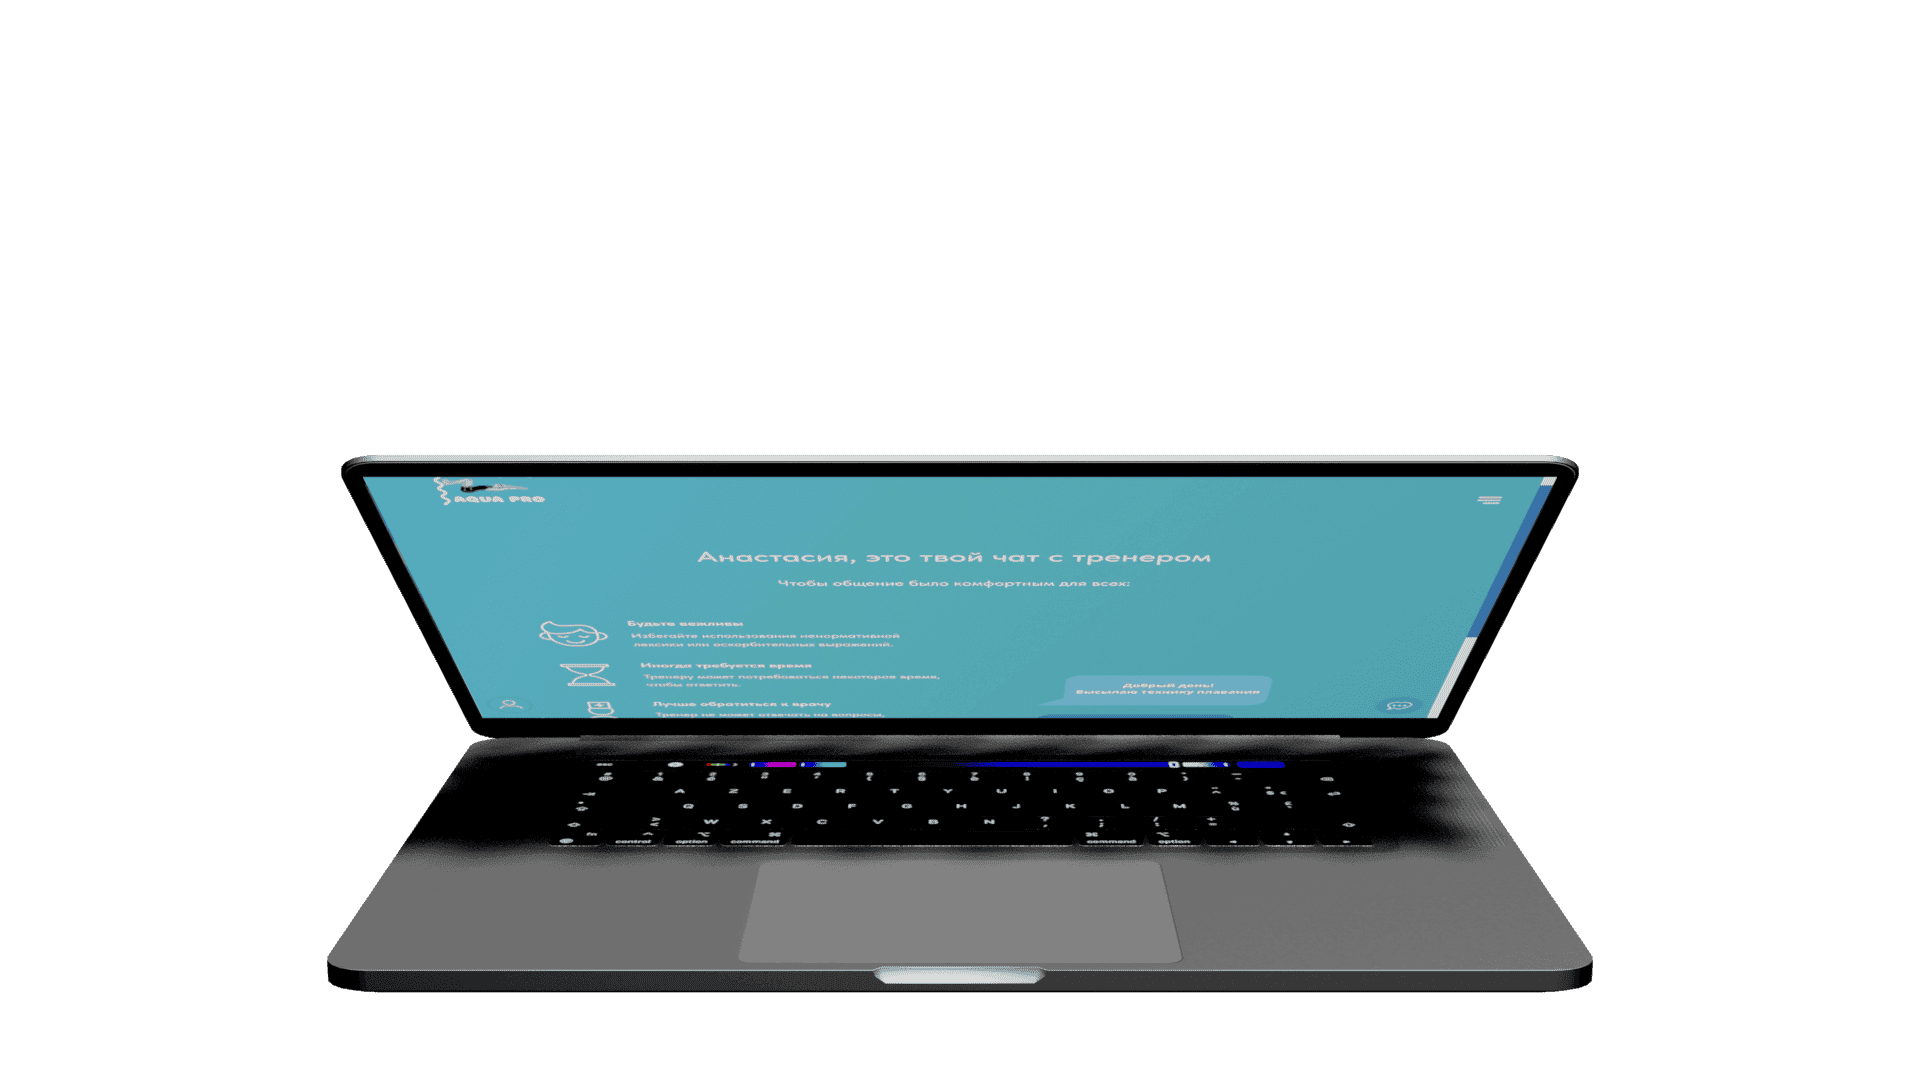 AQUA PRO
Анастасия, это твой чат с тренером
Чтобы общение было комфортным для всех:
Будьте вежливы
Избегайте использования ненормативной
лексики или оскорбительных выражений.
Иногда требуется время
Тренеру может потребоваться некоторое время,
чтобы ответить.
Лучше обратиться к врачу
Тренер не может отвечать на вопросы,
Добрый день!
Высылаю технику плавания
esc
A Z E R T Y U I O P
Q S D F G H J K L M
W X C V B N
fn control option command command option